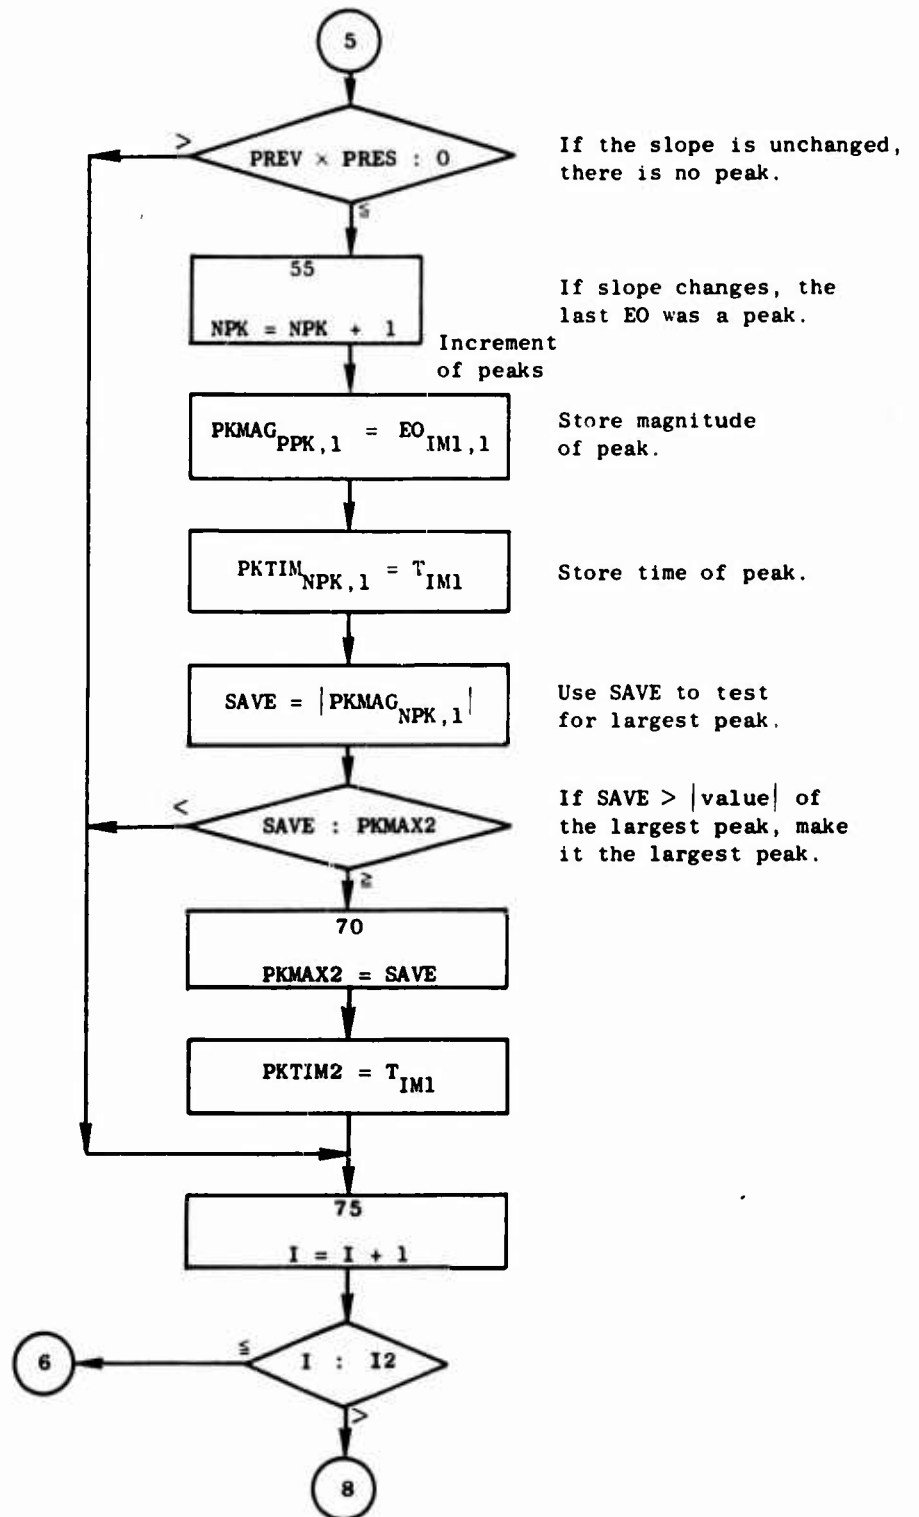 5
>
PREV × PRES : 0
If the slope is unchanged,
there is no peak.
≦
55
NPK = NPK + 1
If slope changes, the
last EO was a peak.
Increment
of peaks
PKMAG PPK,1 = EO IM1,1
Store magnitude
of peak.
PKTIM NPK,1 = T IM1
Store time of peak.
SAVE = |PKMAG NPK,1|
Use SAVE to test
for largest peak.
<
SAVE : PKMAX2
If SAVE > |value| of
the largest peak, make
it the largest peak.
≧
70
PKMAX2 = SAVE
PKTIM2 = T IM1
75
I = I + 1
≦
6
I : I2
>
8